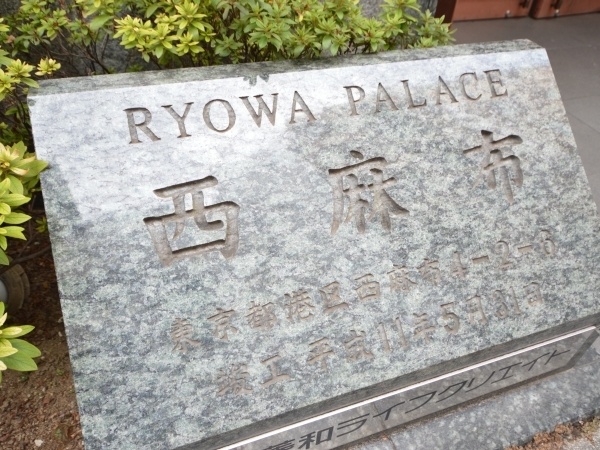 RYOWA PALACE
西麻布
東京都港区西麻布4-2-6
竣工 平成11年5月31日
菱和ライフクリエイト